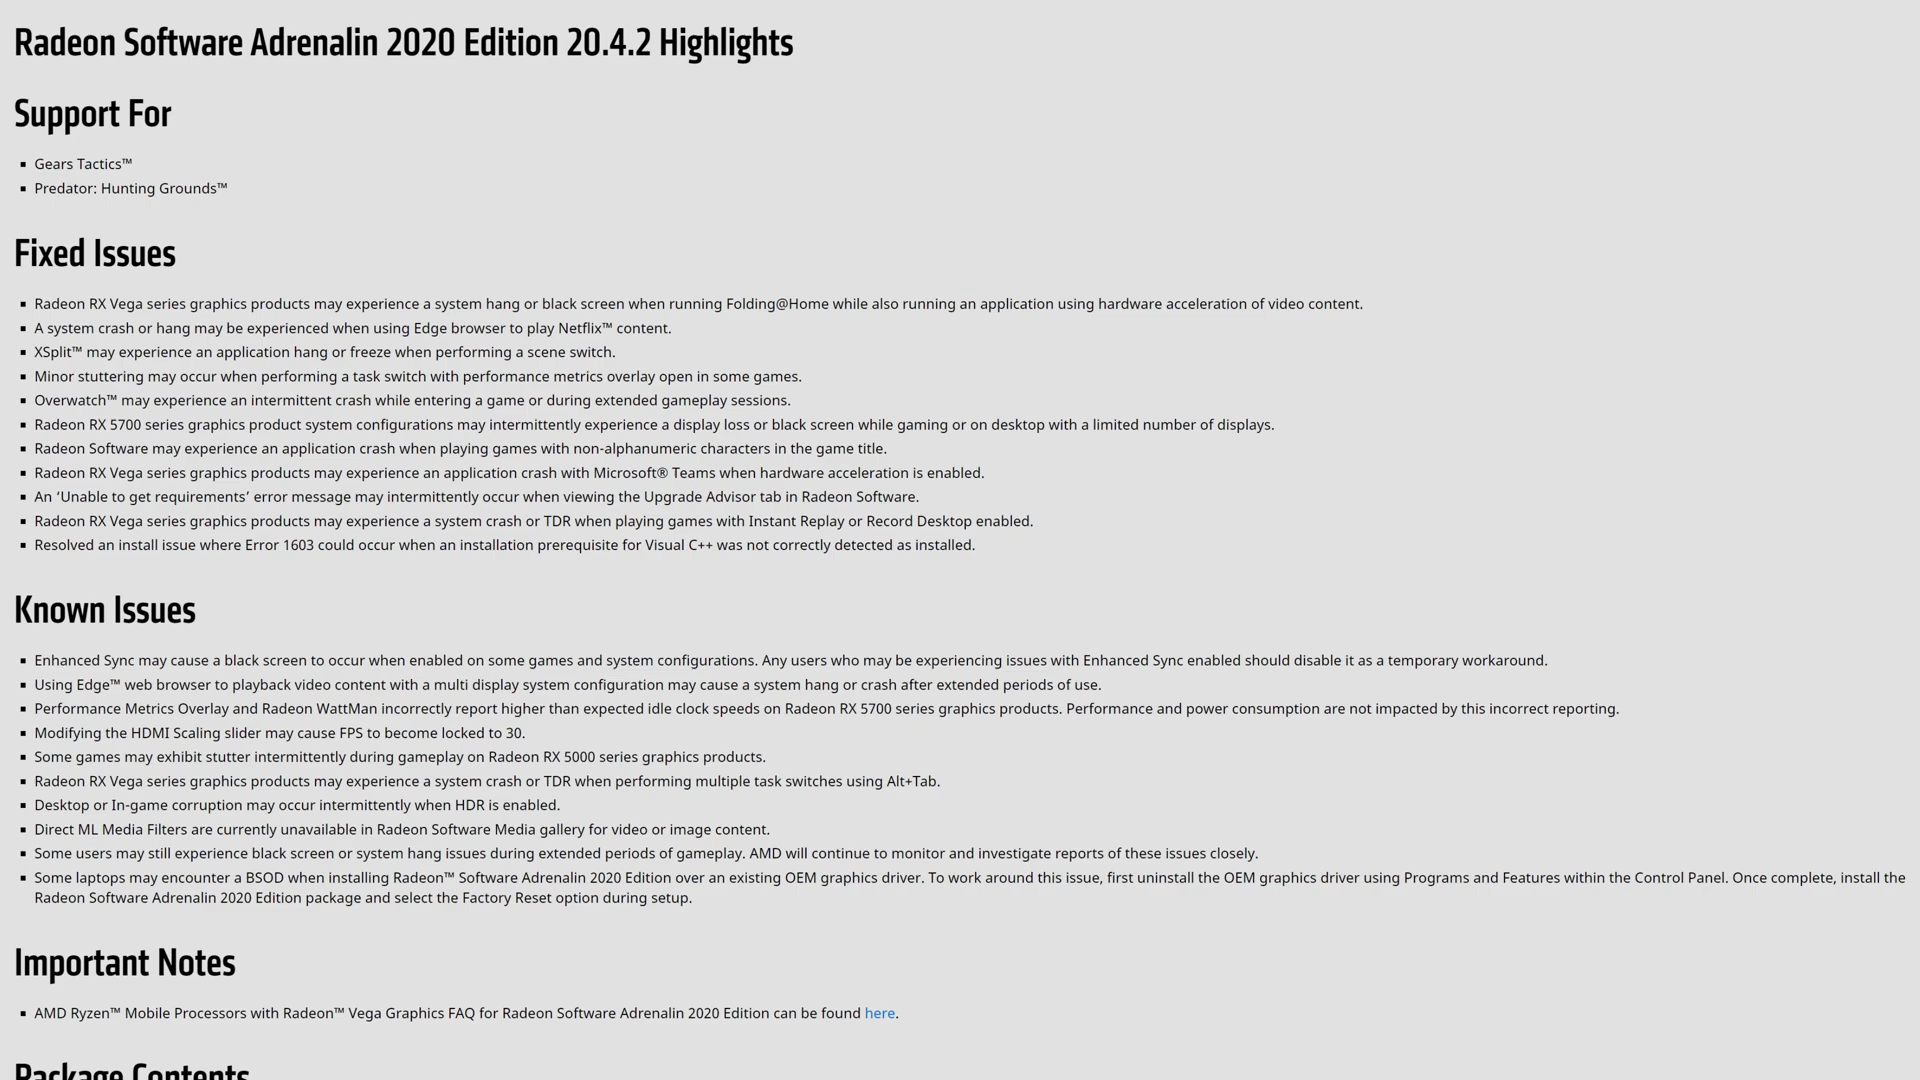 Radeon Software Adrenalin 2020 Edition 20.4.2 Highlights
Support For
Gears Tactics™
Predator: Hunting Grounds™
Fixed Issues
Radeon RX Vega series graphics products may experience a system hang or black screen when running Folding@Home while also running an application using hardware acceleration of video content.
A system crash or hang may be experienced when using Edge browser to play Netflix™ content.
XSplit™ may experience an application hang or freeze when performing a scene switch.
Minor stuttering may occur when performing a task switch with performance metrics overlay open in some games.
Overwatch™ may experience an intermittent crash while entering a game or during extended gameplay sessions.
Radeon RX 5700 series graphics product system configurations may intermittently experience a display loss or black screen while gaming or on desktop with a limited number of displays.
Radeon Software may experience an application crash when playing games with non-alphanumeric characters in the game title.
Radeon RX Vega series graphics products may experience an application crash with Microsoft® Teams when hardware acceleration is enabled.
An ‘Unable to get requirements’ error message may intermittently occur when viewing the Upgrade Advisor tab in Radeon Software.
Radeon RX Vega series graphics products may experience a system crash or TDR when playing games with Instant Replay or Record Desktop enabled.
Resolved an install issue where Error 1603 could occur when an installation prerequisite for Visual C++ was not correctly detected as installed.
Known Issues
Enhanced Sync may cause a black screen to occur when enabled on some games and system configurations. Any users who may be experiencing issues with Enhanced Sync enabled should disable it as a temporary workaround.
Using Edge™ web browser to playback video content with a multi display system configuration may cause a system hang or crash after extended periods of use.
Performance Metrics Overlay and Radeon WattMan incorrectly report higher than expected idle clock speeds on Radeon RX 5700 series graphics products. Performance and power consumption are not impacted by this incorrect reporting.
Modifying the HDMI Scaling slider may cause FPS to become locked to 30.
Some games may exhibit stutter intermittently during gameplay on Radeon RX 5000 series graphics products.
Radeon RX Vega series graphics products may experience a system crash or TDR when performing multiple task switches using Alt+Tab.
Desktop or In-game corruption may occur intermittently when HDR is enabled.
Direct ML Media Filters are currently unavailable in Radeon Software Media gallery for video or image content.
Some users may still experience black screen or system hang issues during extended periods of gameplay. AMD will continue to monitor and investigate reports of these issues closely.
Some laptops may encounter a BSOD when installing Radeon™ Software Adrenalin 2020 Edition over an existing OEM graphics driver. To work around this issue, first uninstall the OEM graphics driver using Programs and Features within the Control Panel. Once complete, install the
Radeon Software Adrenalin 2020 Edition package and select the Factory Reset option during setup.
Important Notes
AMD Ryzen™ Mobile Processors with Radeon™ Vega Graphics FAQ for Radeon Software Adrenalin 2020 Edition can be found here.
Package Contents